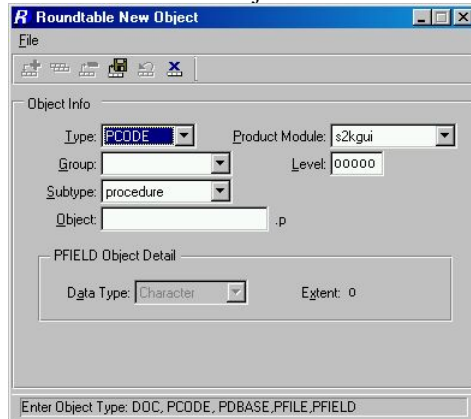 R Roundtable New Object
File
Object Info
Type: PCODE Product Module: s2kgui
Group: Level: 00000
Subtype: procedure
Object: .p
PFIELD Object Detail
Data Type: Character Extent: 0
Enter Object Type: DOC, PCODE, PDBASE,PFILE,PFIELD